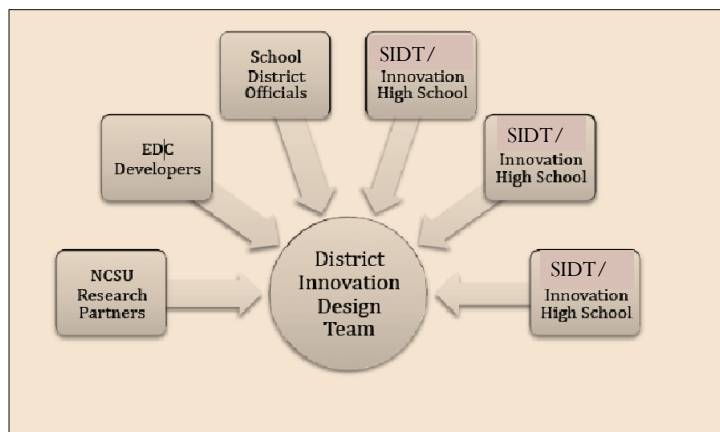 School
District
Officials
SIDT/
Innovation
High School
EDC
Developers
SIDT/
Innovation
High School
NCSU
Research
Partners
District
Innovation
Design
Team
SIDT/
Innovation
High School